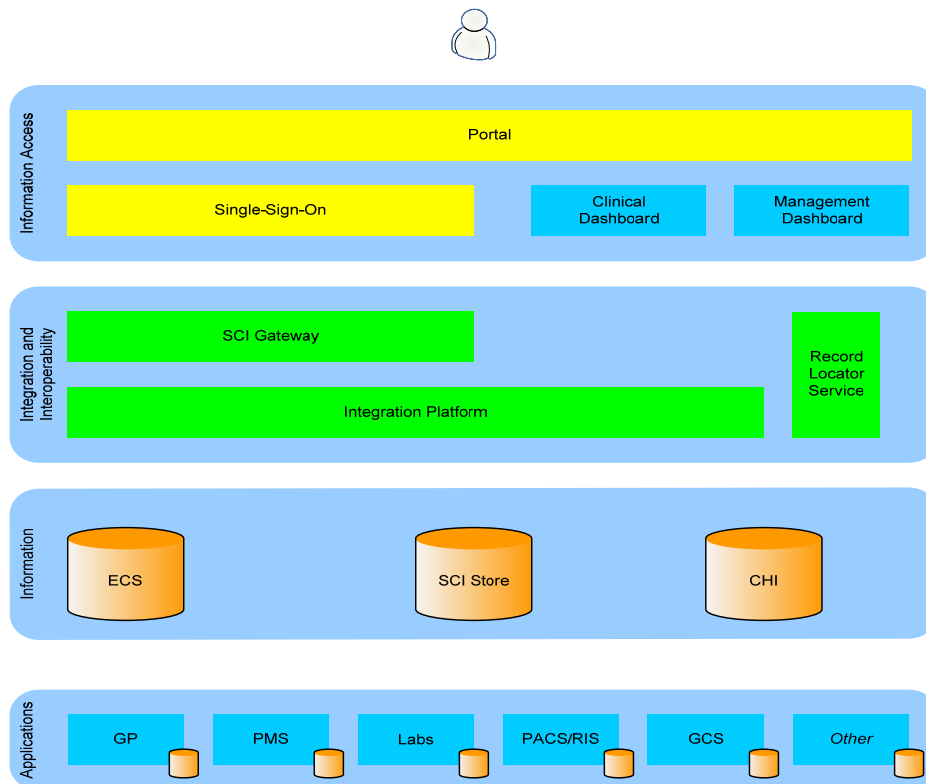 Information Access
Portal
Single-Sign-On
Clinical
Dashboard
Management
Dashboard
Integration and
Interoperability
SCI Gateway
Integration Platform
Record
Locator
Service
Information
ECS
SCI Store
CHI
Applications
GP
PMS
Labs
PACS/RIS
GCS
Other